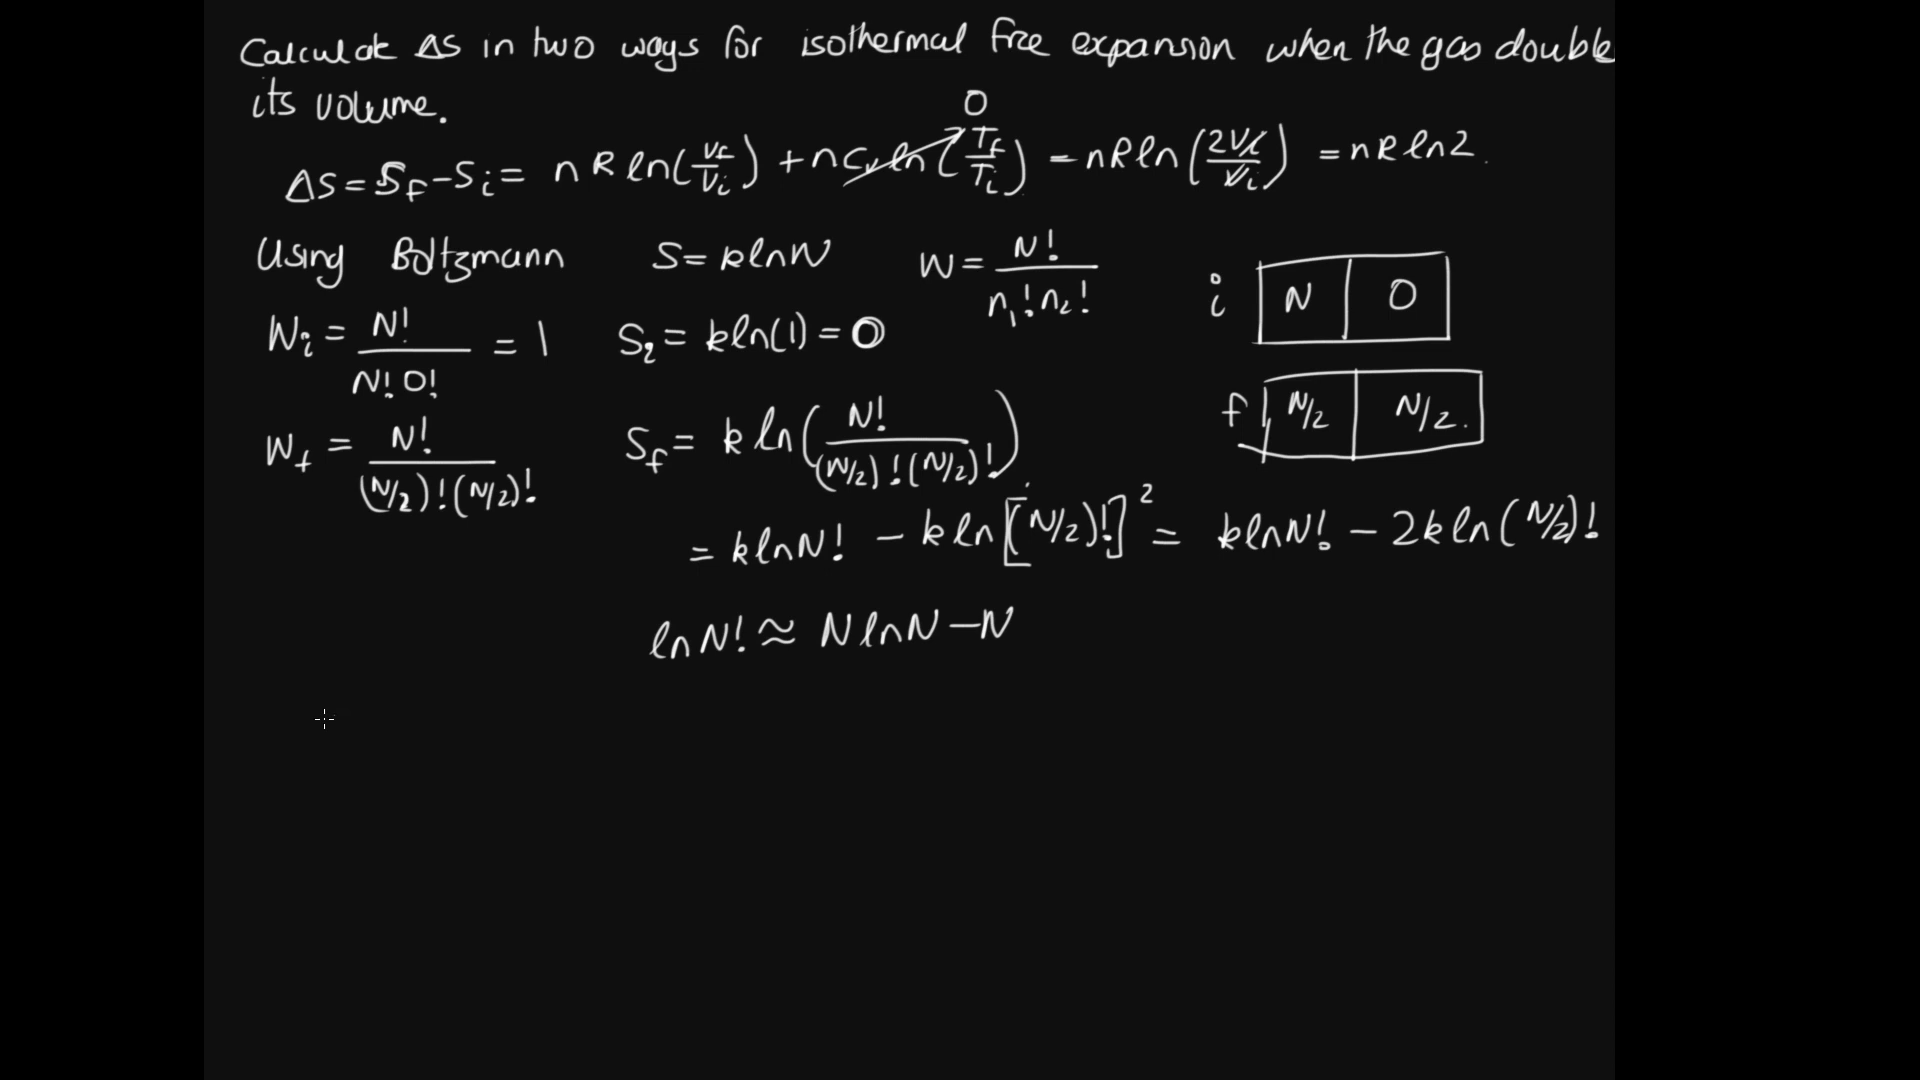 Calculate ΔS in two ways for isothermal free expansion when the gas double
its volume.
ΔS = S_f - S_i = nR ln(V_f/V_i) + nC_v ln(T_f/T_i) 0 = nR ln(2V_i/V_i) = nR ln2.
Using Boltzmann S = k ln W W = N!/(n_1! n_2!) i N 0
W_i = N!/(N! 0!) = 1 S_i = k ln(1) = 0
W_f = N!/((N/2)! (N/2)!) S_f = k ln(N!/((N/2)! (N/2)!)) f N/2 N/2.
= k ln N! - k ln[(N/2)!]² = k ln N! - 2k ln(N/2)!
ln N! ≈ N ln N - N